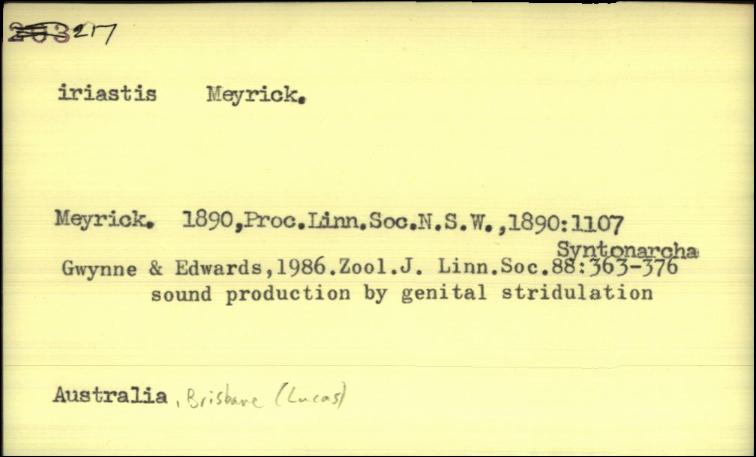 203 217
iriastis Meyrick.
Meyrick. 1890,Proc.Linn.Soc.N.S.W.,1890:1107
Syntonarcha
Gwynne & Edwards,1986.Zool.J. Linn.Soc.88:363-376
sound production by genital stridulation
Australia, Brisbane (Lucas)